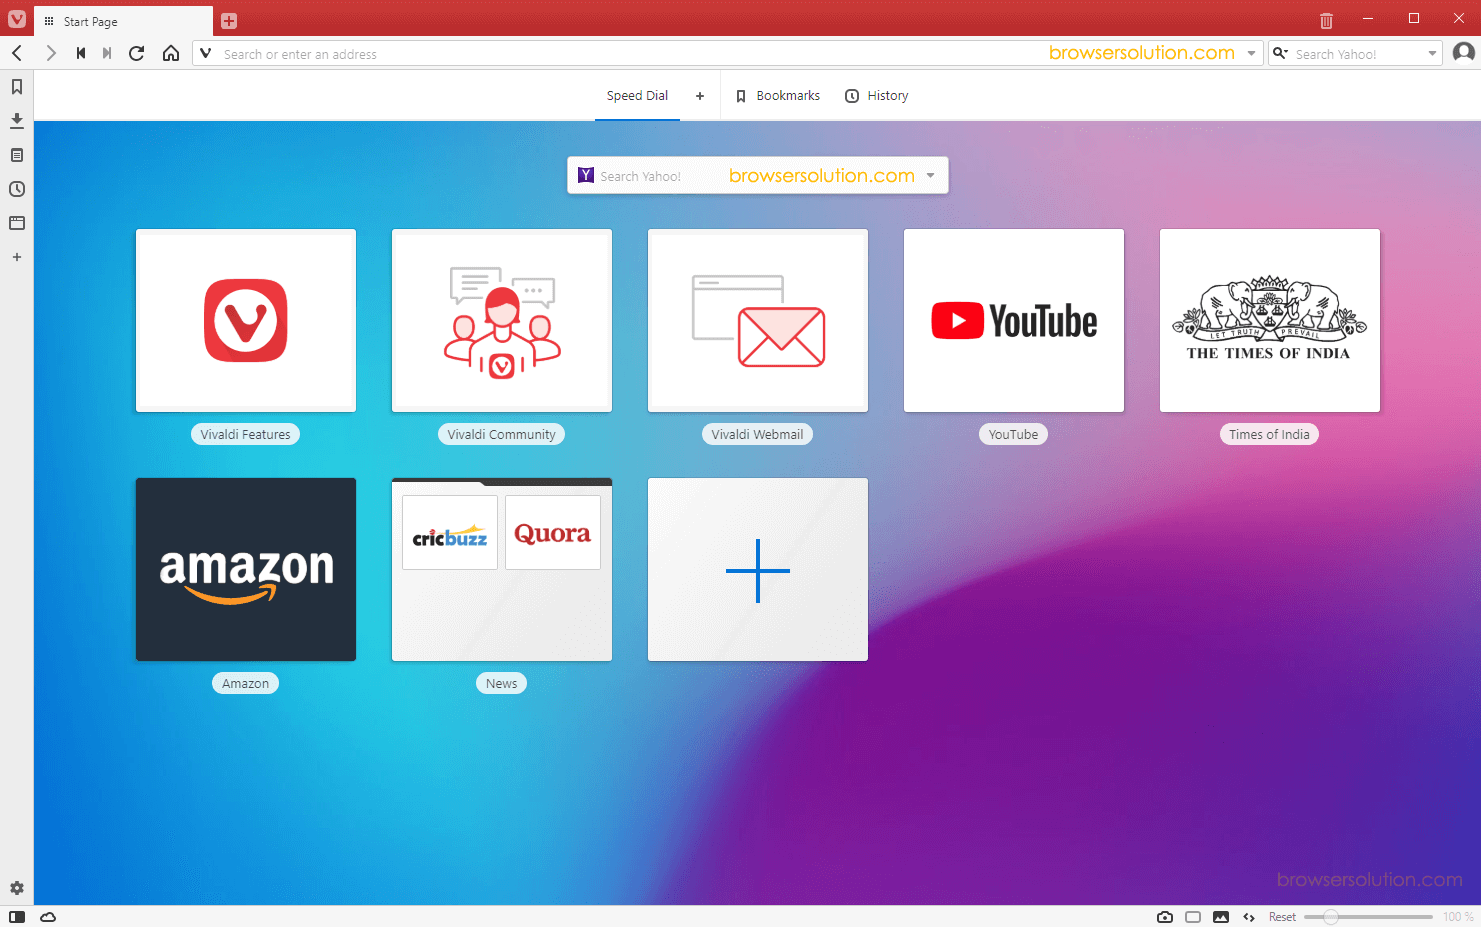 Start Page
Search or enter an address
browsersolution.com
Search Yahoo!
Speed Dial
Bookmarks
History
Y
Search Yahoo!
browsersolution.com
YouTube
LET TRUTH PREVAIL
THE TIMES OF INDIA
Vivaldi Features
Vivaldi Community
Vivaldi Webmail
YouTube
Times of India
amazon
cricbuzz
Quora
Amazon
News
browsersolution.com
Reset
100 %